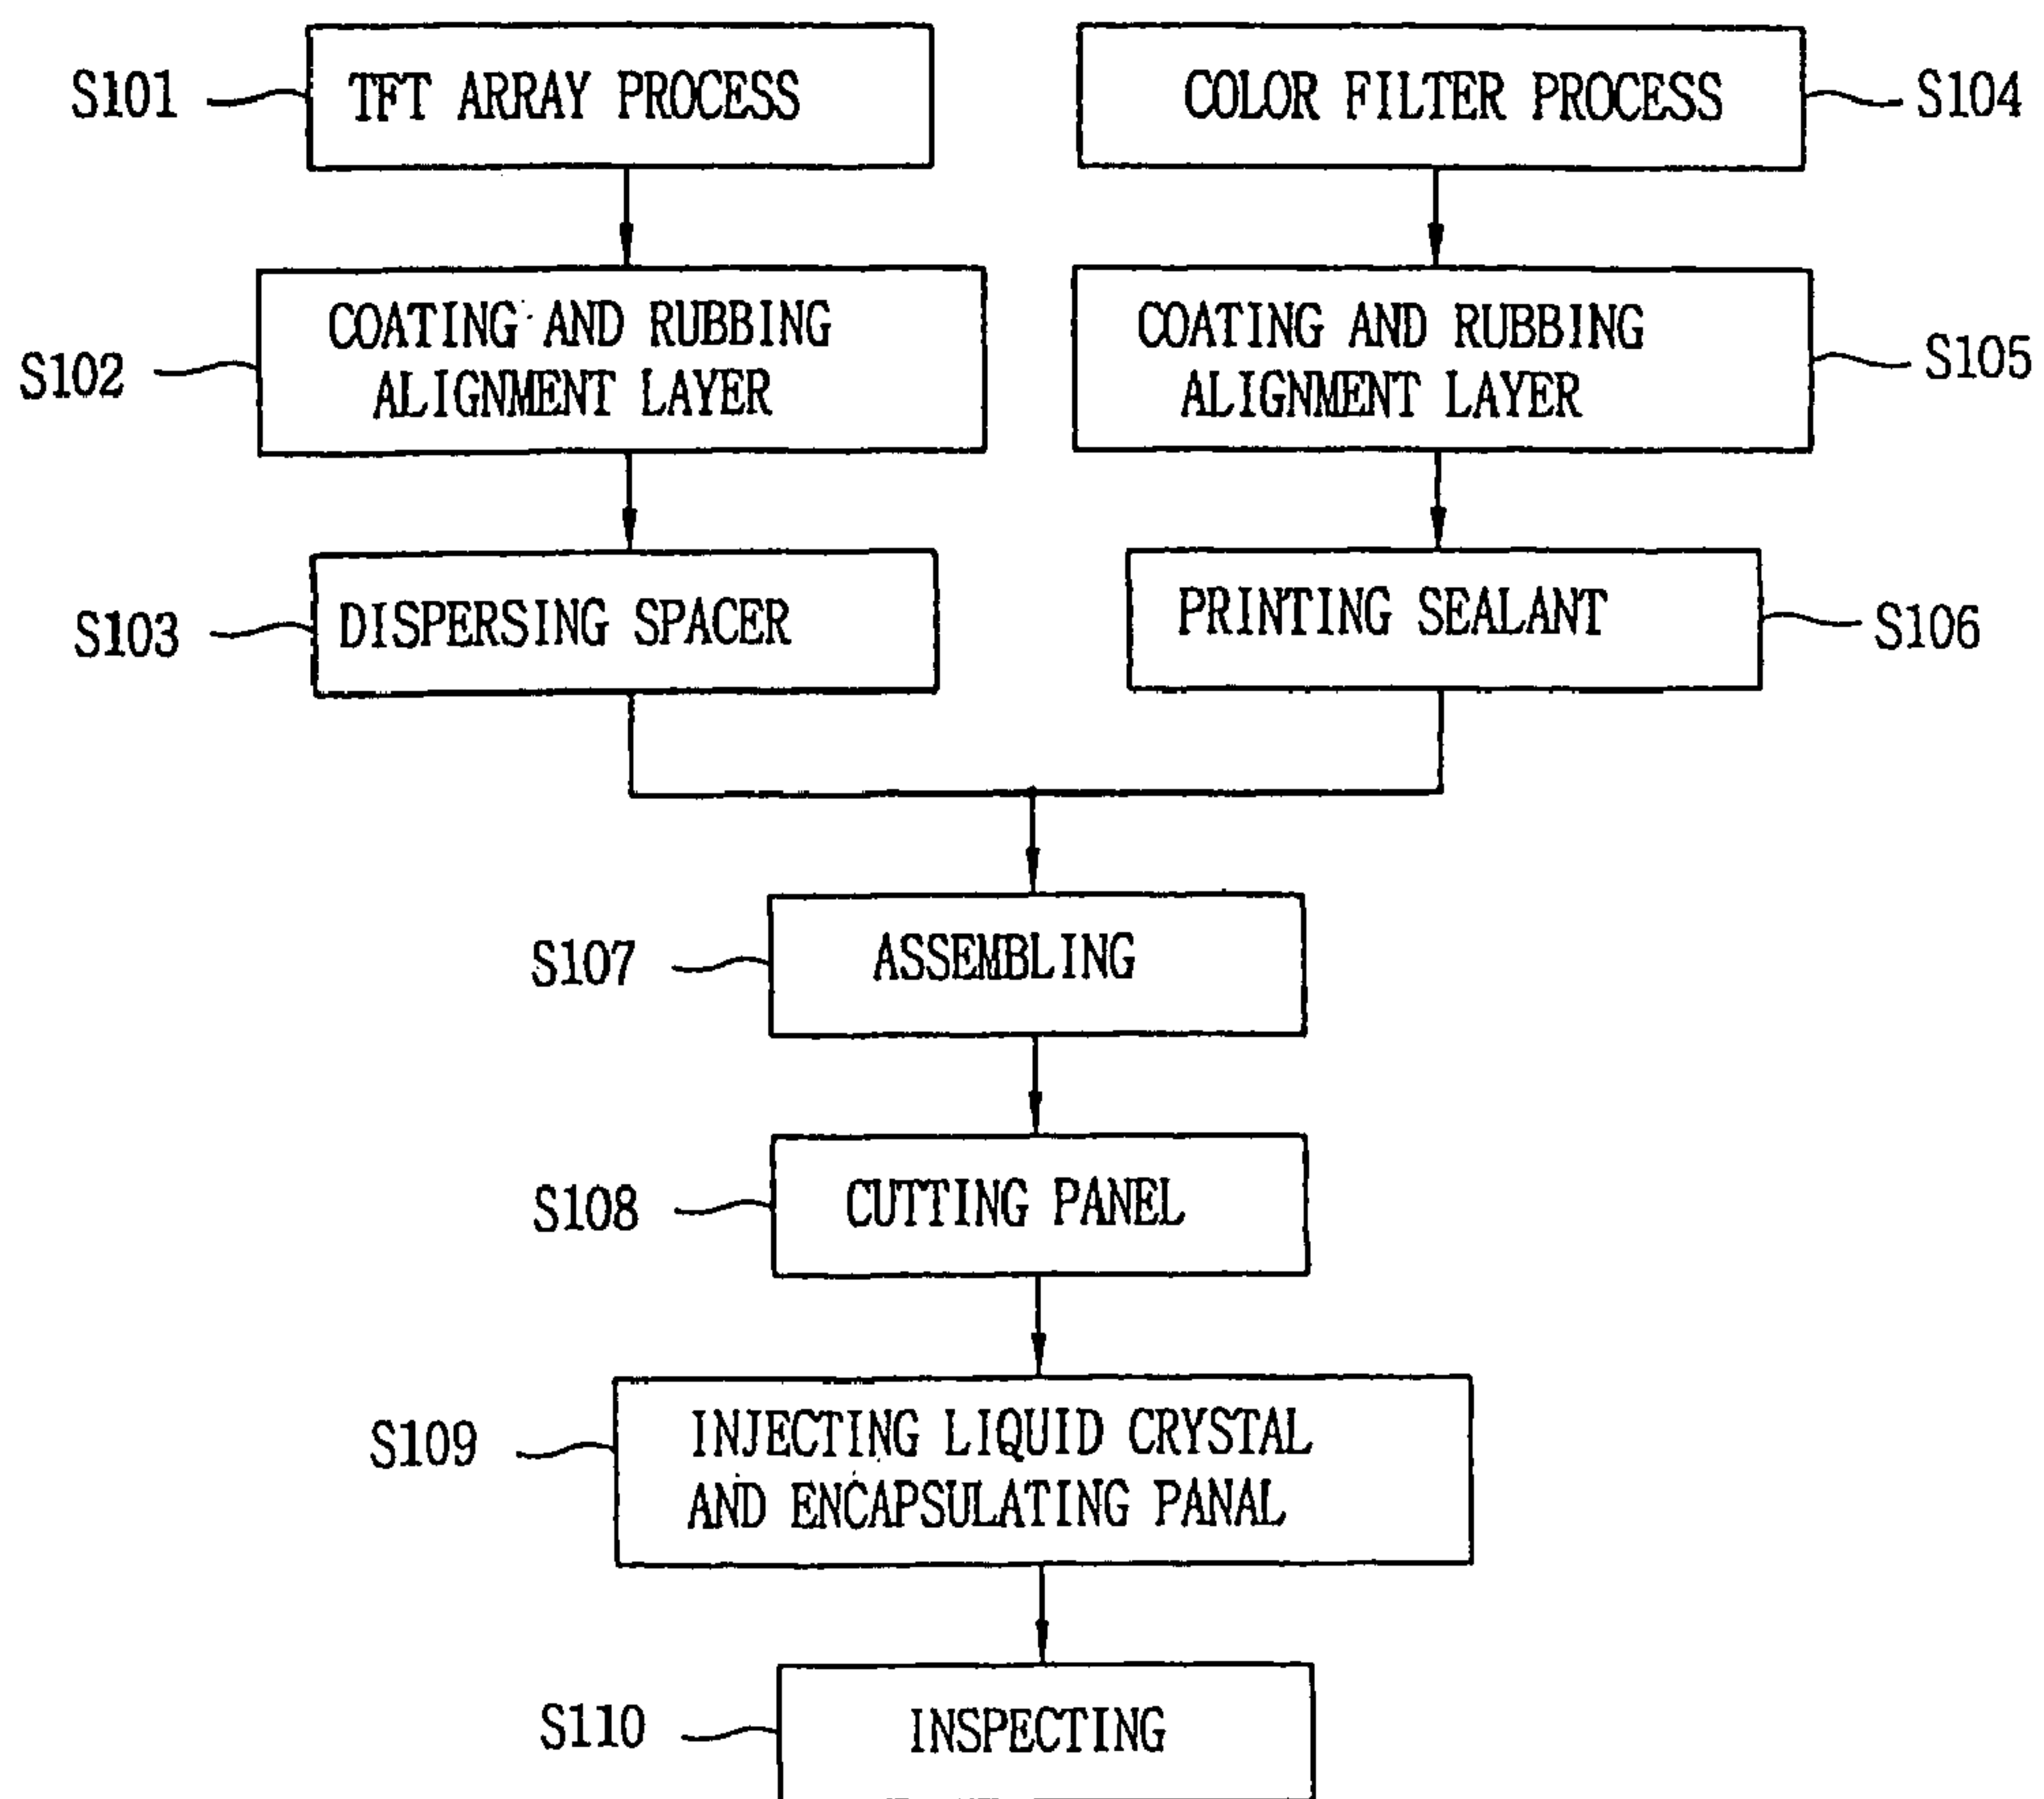 S101
TFT ARRAY PROCESS
COLOR FILTER PROCESS
S104
S102
COATING AND RUBBING
ALIGNMENT LAYER
COATING AND RUBBING
ALIGNMENT LAYER
S105
S103
DISPERSING SPACER
PRINTING SEALANT
S106
S107
ASSEMBLING
S108
CUTTING PANEL
S109
INJECTING LIQUID CRYSTAL
AND ENCAPSULATING PANAL
S110
INSPECTING